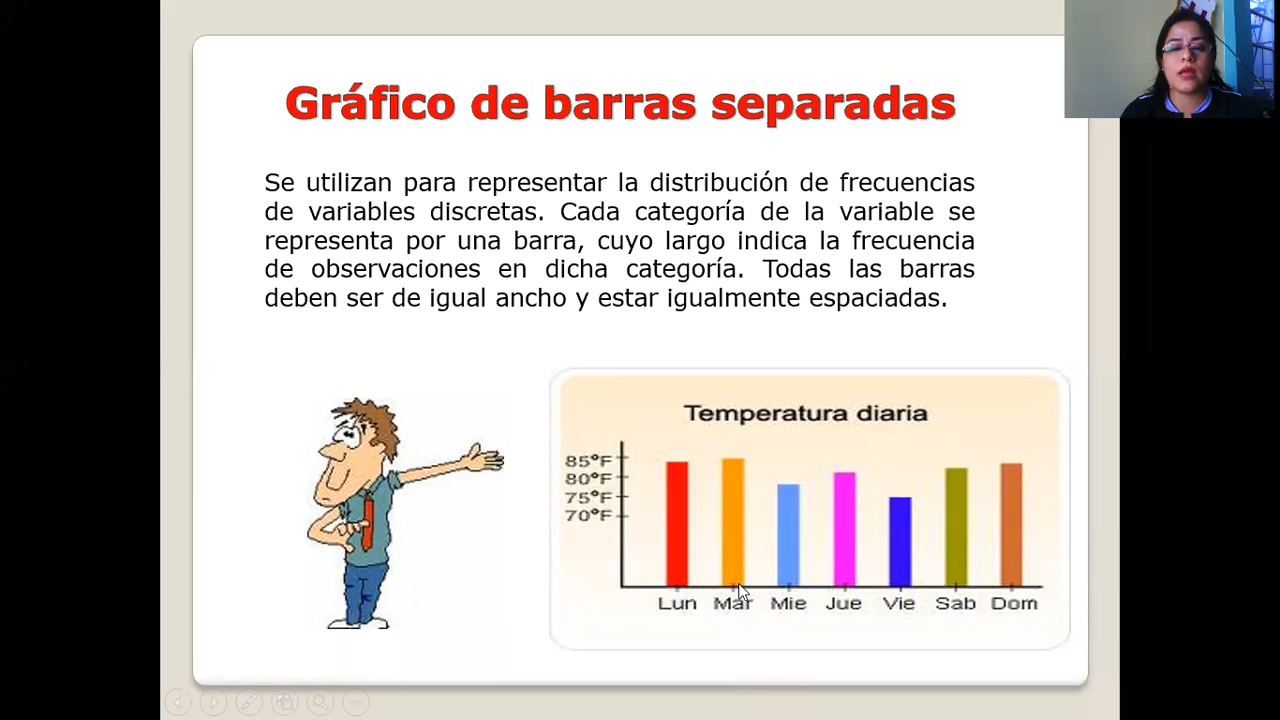 Gráfico de barras separadas
Se utilizan para representar la distribución de frecuencias
de variables discretas. Cada categoría de la variable se
representa por una barra, cuyo largo indica la frecuencia
de observaciones en dicha categoría. Todas las barras
deben ser de igual ancho y estar igualmente espaciadas.
Temperatura diaria
85°F
80°F
75°F
70°F
Lun Mar Mie Jue Vie Sab Dom